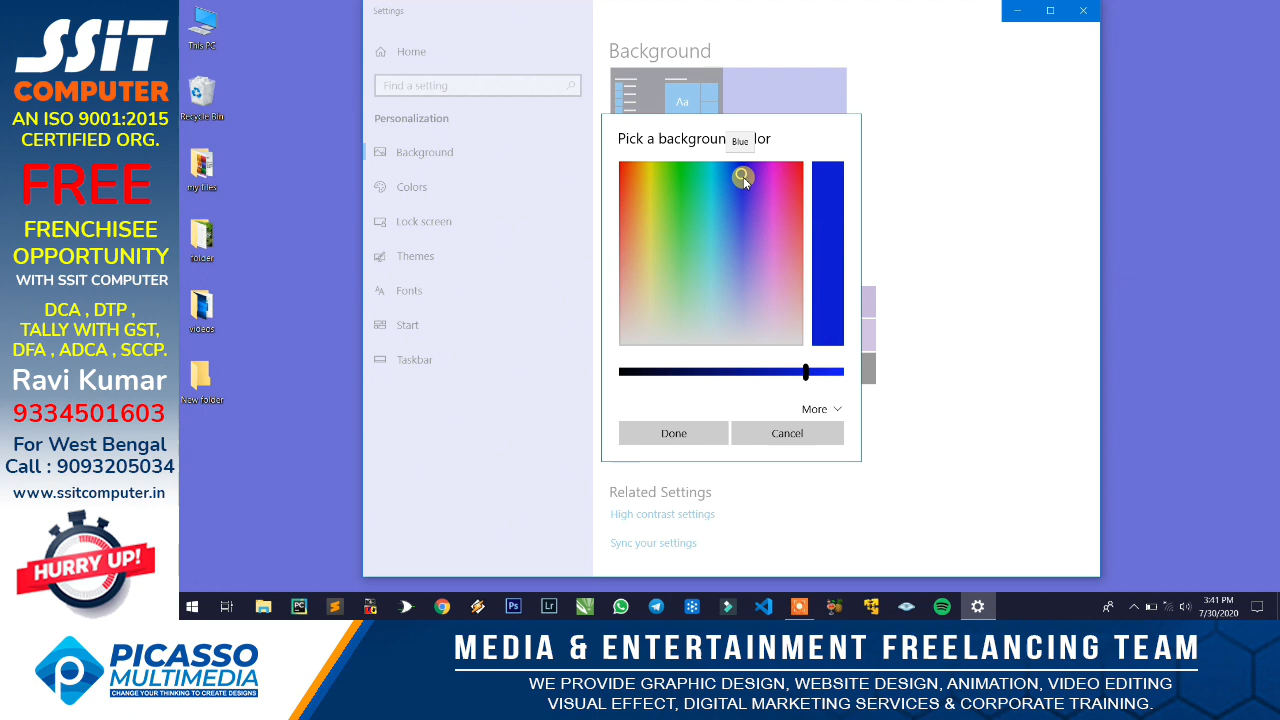 SSiT
COMPUTER
AN ISO 9001:2015
CERTIFIED ORG.
FREE
FRENCHISEE
OPPORTUNITY
WITH SSIT COMPUTER
DCA , DTP ,
TALLY WITH GST,
DFA , ADCA , SCCP.
Ravi Kumar
9334501603
For West Bengal
Call : 9093205034
www.ssitcomputer.in
HURRY UP!
This PC
Recycle Bin
my files
folder
videos
New folder
Settings
Home
Find a setting
Personalization
Background
Colors
Lock screen
Themes
Fonts
Start
Taskbar
Background
Aa
Pick a background
lor
Blue
More
Done
Cancel
Related Settings
High contrast settings
Sync your settings
PC
Ps
Lr
3:41 PM
7/30/2020
PICASSO
MULTIMEDIA
CHANGE YOUR THINKING TO CREATE DESIGNS
MEDIA & ENTERTAINMENT FREELANCING TEAM
WE PROVIDE GRAPHIC DESIGN, WEBSITE DESIGN, ANIMATION, VIDEO EDITING
VISUAL EFFECT, DIGITAL MARKETING SERVICES & CORPORATE TRAINING.